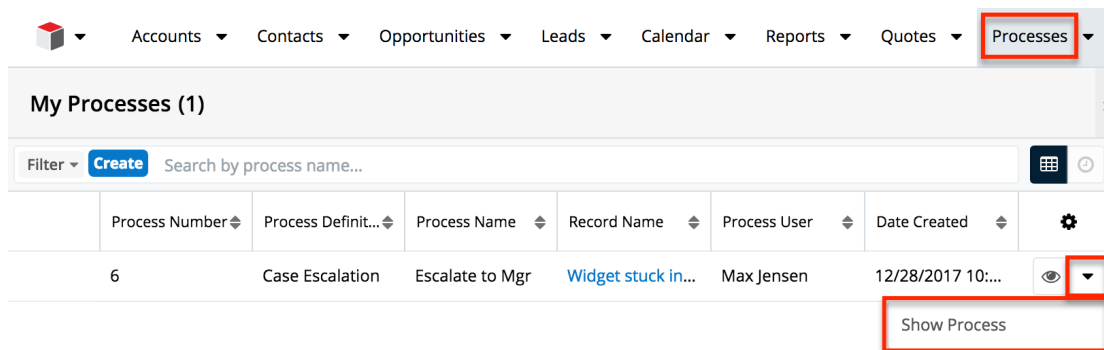 Accounts Contacts Opportunities Leads Calendar Reports Quotes Processes
My Processes (1)
Filter Create Search by process name...
Process Number Process Definit... Process Name Record Name Process User Date Created
6 Case Escalation Escalate to Mgr Widget stuck in... Max Jensen 12/28/2017 10:...
Show Process